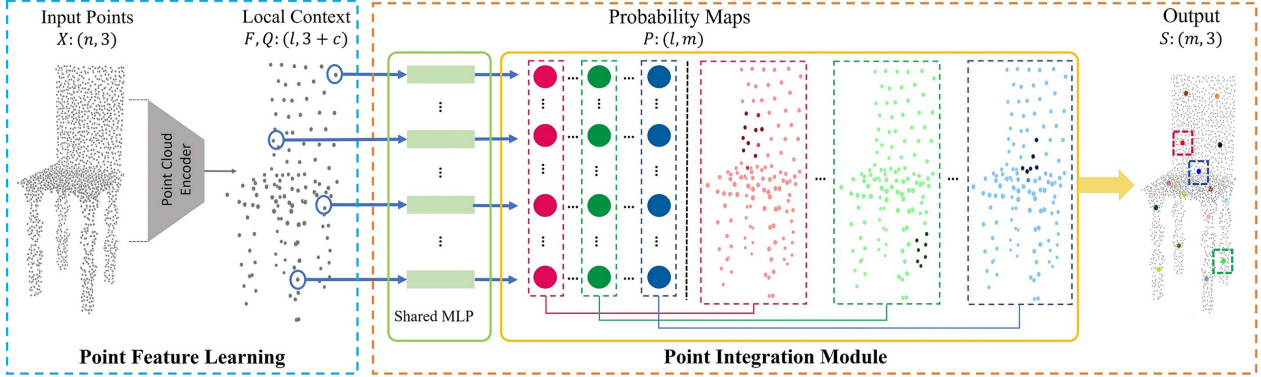 Input Points
X: (n, 3)
Local Context
F, Q: (l, 3 + c)
Probability Maps
P: (l, m)
Output
S: (m, 3)
Point Cloud
Encoder
...
...
...
Shared MLP
... ...
... ... ...
... ...
... ... ...
... ...
... ... ...
... ...
...
...
Point Feature Learning
Point Integration Module